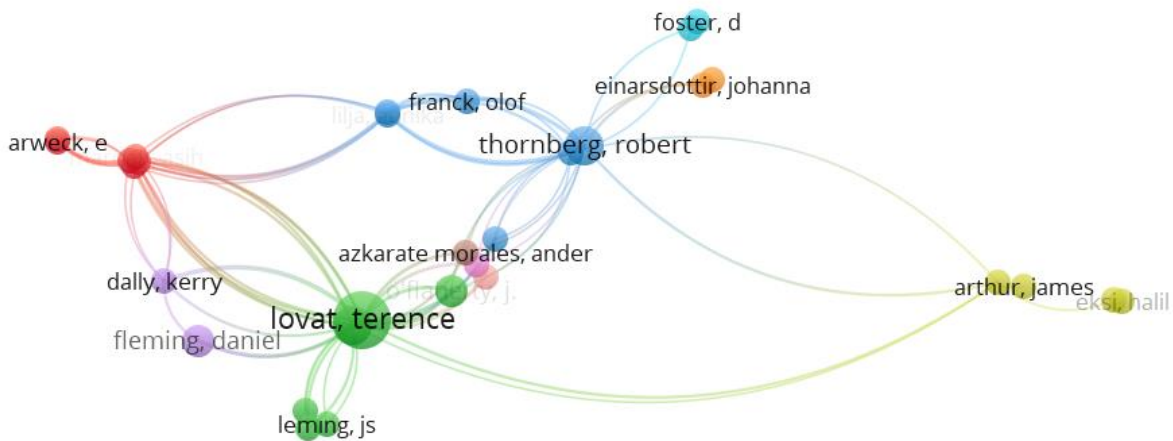 foster, d
einarsdottir, johanna
franck, olof
thornberg, robert
arweck, e
azkarate morales, ander
dally, kerry
o'flaherty, j.
arthur, james
eksi, halil
lovat, terence
fleming, daniel
leming, js